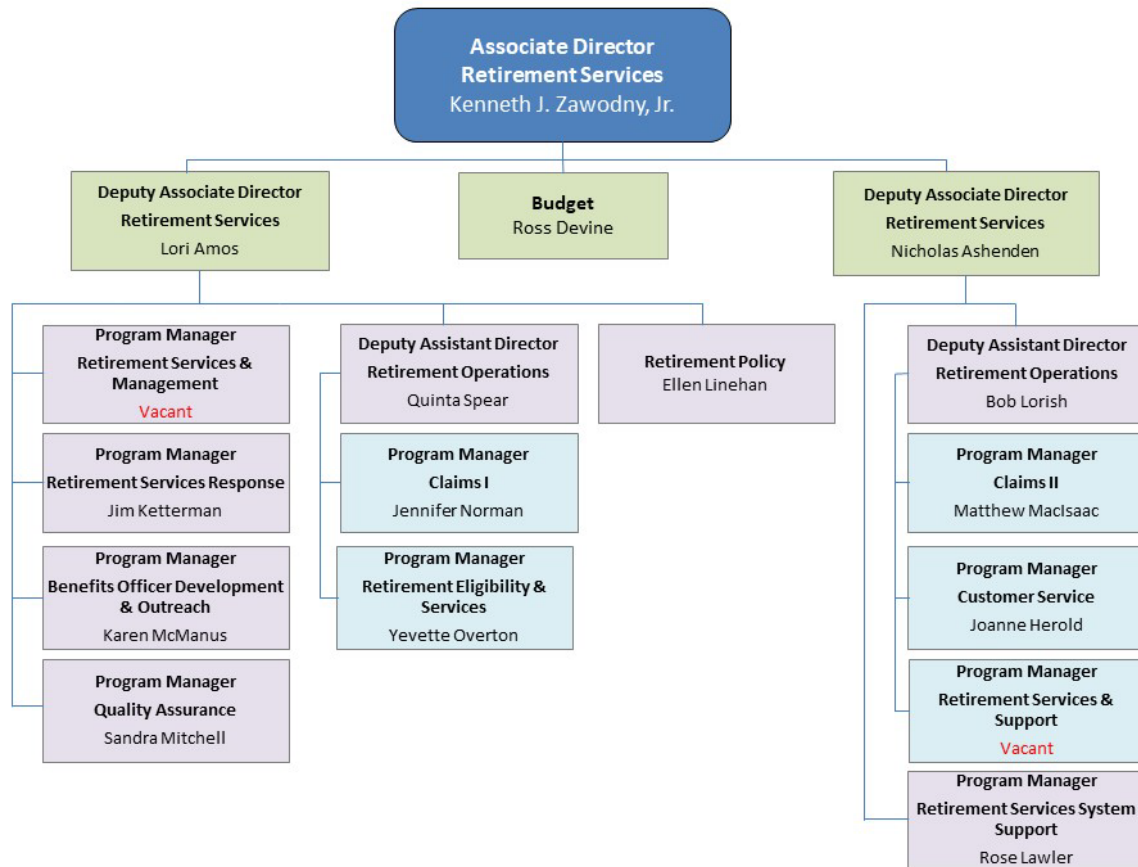 Associate Director
Retirement Services
Kenneth J. Zawodny, Jr.
Deputy Associate Director
Retirement Services
Lori Amos
Budget
Ross Devine
Deputy Associate Director
Retirement Services
Nicholas Ashenden
Program Manager
Retirement Services &
Management
Vacant
Program Manager
Retirement Services Response
Jim Ketterman
Program Manager
Benefits Officer Development
& Outreach
Karen McManus
Program Manager
Quality Assurance
Sandra Mitchell
Deputy Assistant Director
Retirement Operations
Quinta Spear
Program Manager
Claims I
Jennifer Norman
Program Manager
Retirement Eligibility &
Services
Yevette Overton
Retirement Policy
Ellen Linehan
Deputy Assistant Director
Retirement Operations
Bob Lorish
Program Manager
Claims II
Matthew MacIsaac
Program Manager
Customer Service
Joanne Herold
Program Manager
Retirement Services &
Support
Vacant
Program Manager
Retirement Services System
Support
Rose Lawler